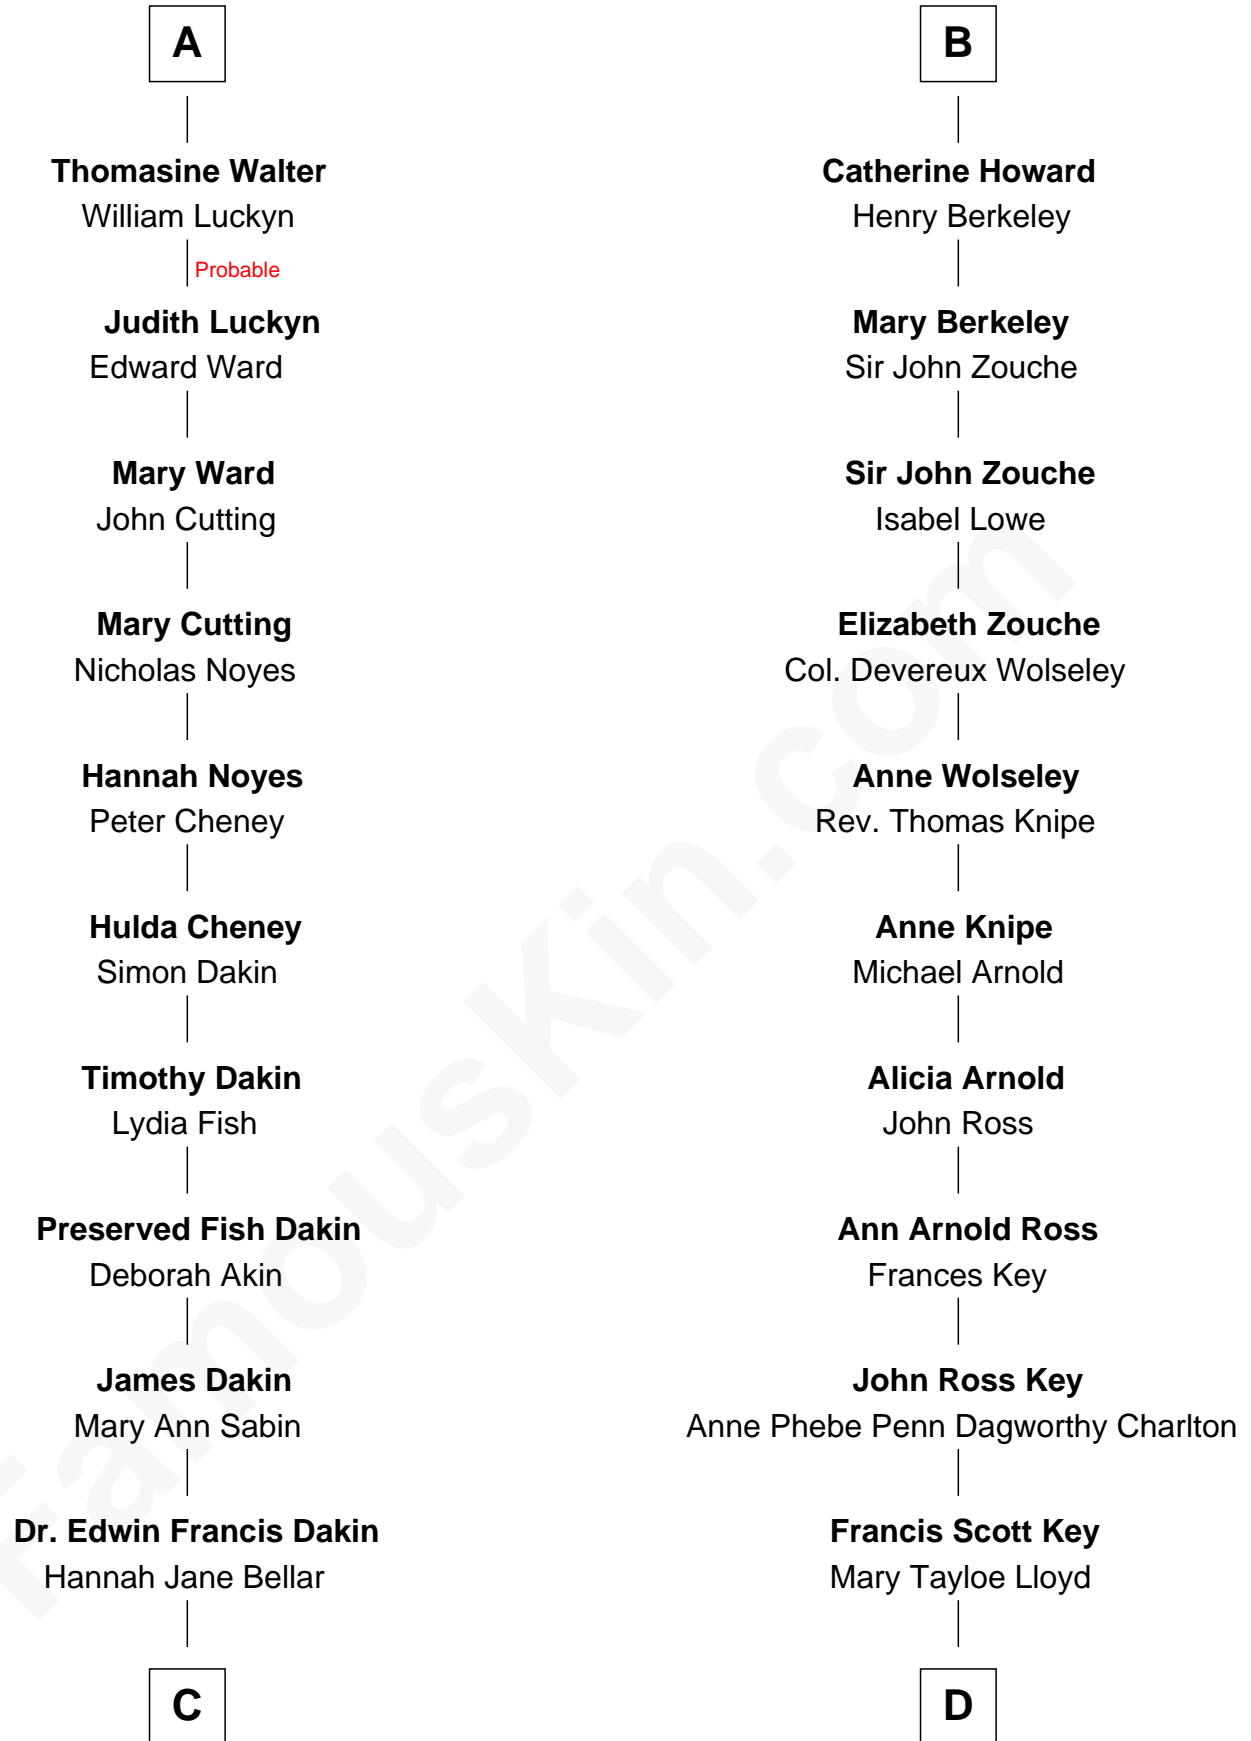 A
Thomasine Walter
William Luckyn
Probable
Judith Luckyn
Edward Ward
Mary Ward
John Cutting
Mary Cutting
Nicholas Noyes
Hannah Noyes
Peter Cheney
Hulda Cheney
Simon Dakin
Timothy Dakin
Lydia Fish
Preserved Fish Dakin
Deborah Akin
James Dakin
Mary Ann Sabin
Dr. Edwin Francis Dakin
Hannah Jane Bellar
C
B
Catherine Howard
Henry Berkeley
Mary Berkeley
Sir John Zouche
Sir John Zouche
Isabel Lowe
Elizabeth Zouche
Col. Devereux Wolseley
Anne Wolseley
Rev. Thomas Knipe
Anne Knipe
Michael Arnold
Alicia Arnold
John Ross
Ann Arnold Ross
Frances Key
John Ross Key
Anne Phebe Penn Dagworthy Charlton
Francis Scott Key
Mary Tayloe Lloyd
D
FamousKin.com